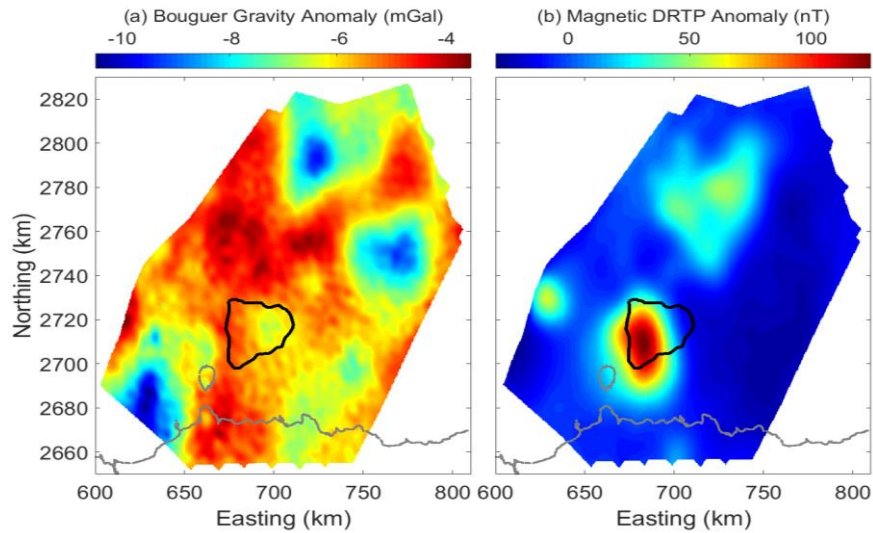 (a) Bouguer Gravity Anomaly (mGal)
-10 -8 -6 -4
(b) Magnetic DRTP Anomaly (nT)
0 50 100
Northing (km)
2820
2800
2780
2760
2740
2720
2700
2680
2660
600 650 700 750 800
Easting (km)
600 650 700 750 800
Easting (km)